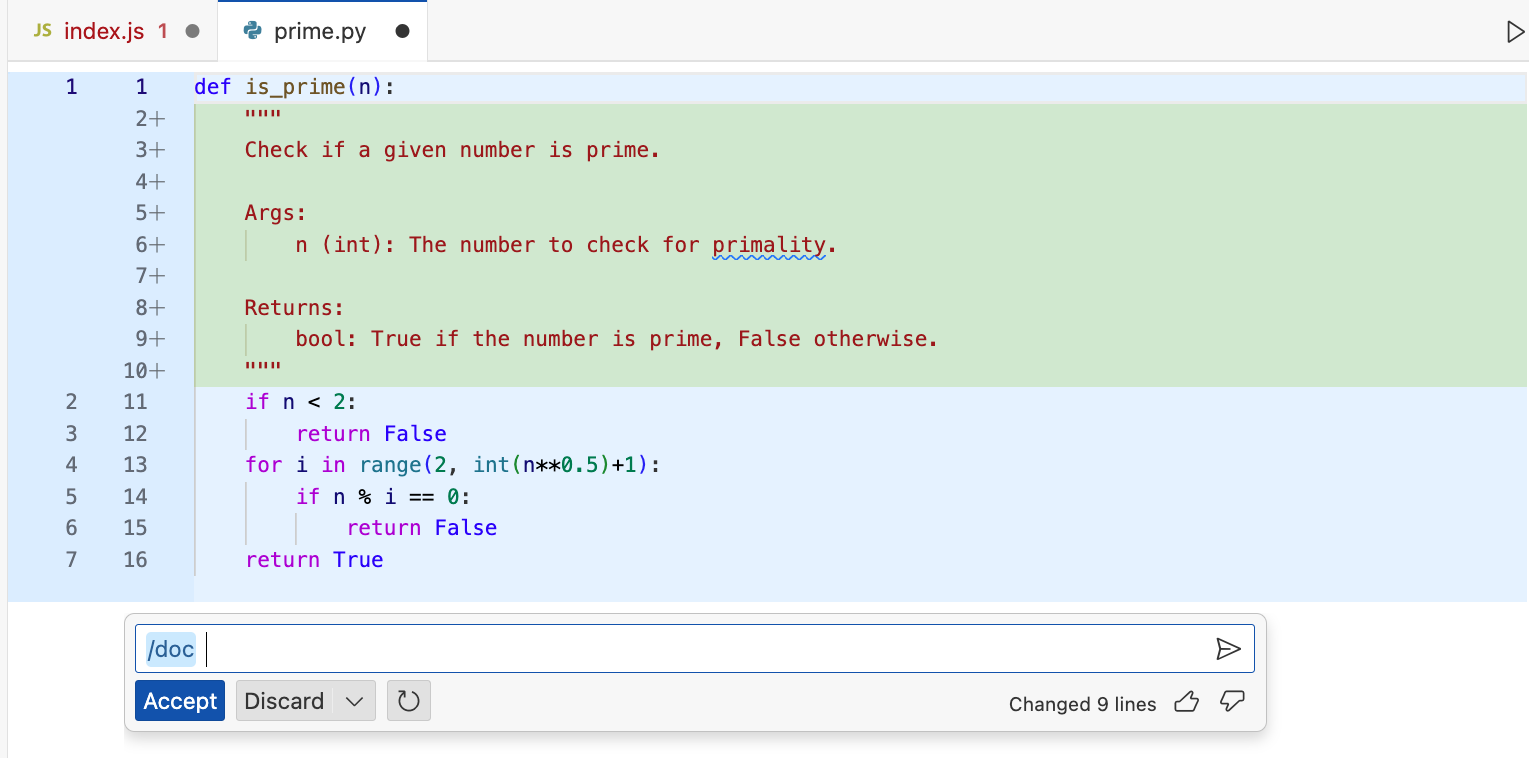 JS index.js 1 prime.py
1 1 def is_prime(n):
2+ """
3+ Check if a given number is prime.
4+
5+ Args:
6+ n (int): The number to check for primality.
7+
8+ Returns:
9+ bool: True if the number is prime, False otherwise.
10+ """
2 11 if n < 2:
3 12 return False
4 13 for i in range(2, int(n**0.5)+1):
5 14 if n % i == 0:
6 15 return False
7 16 return True
/doc
Accept Discard Changed 9 lines